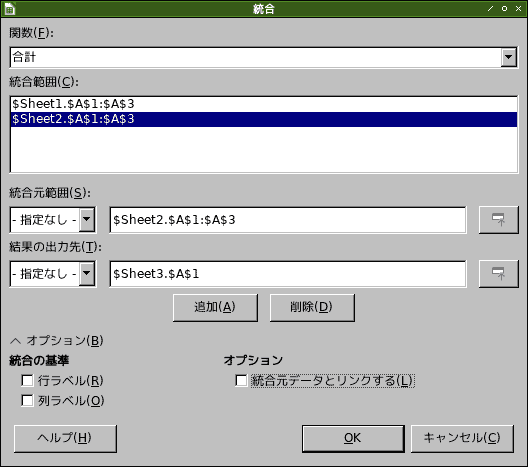 統合
関数(F):
合計
統合範囲(C):
$Sheet1.$A$1:$A$3
$Sheet2.$A$1:$A$3
統合元範囲(S):
- 指定なし - $Sheet2.$A$1:$A$3
結果の出力先(T):
- 指定なし - $Sheet3.$A$1
追加(A) 削除(D)
オプション(B)
統合の基準 オプション
行ラベル(R) 統合元データとリンクする(L)
列ラベル(O)
ヘルプ(H) OK キャンセル(C)